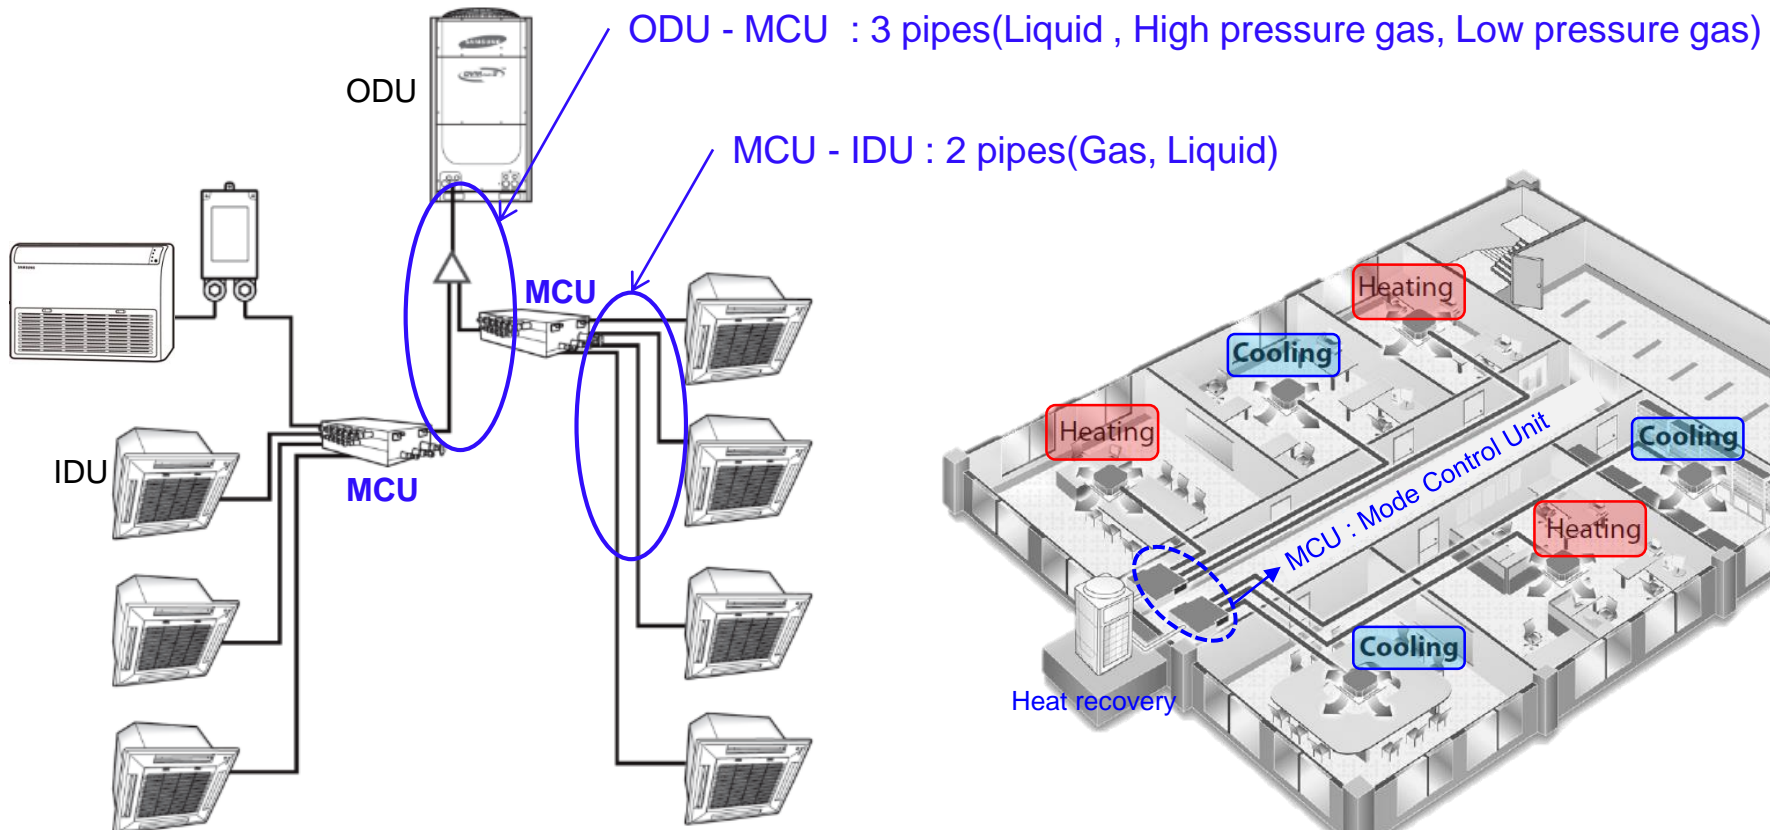 ODU - MCU : 3 pipes(Liquid , High pressure gas, Low pressure gas)
SAMSUNG
ODU
MCU - IDU : 2 pipes(Gas, Liquid)
MCU
IDU
MCU
Heating
Cooling
Heating
Cooling
Heating
MCU : Mode Control Unit
Cooling
Heat recovery